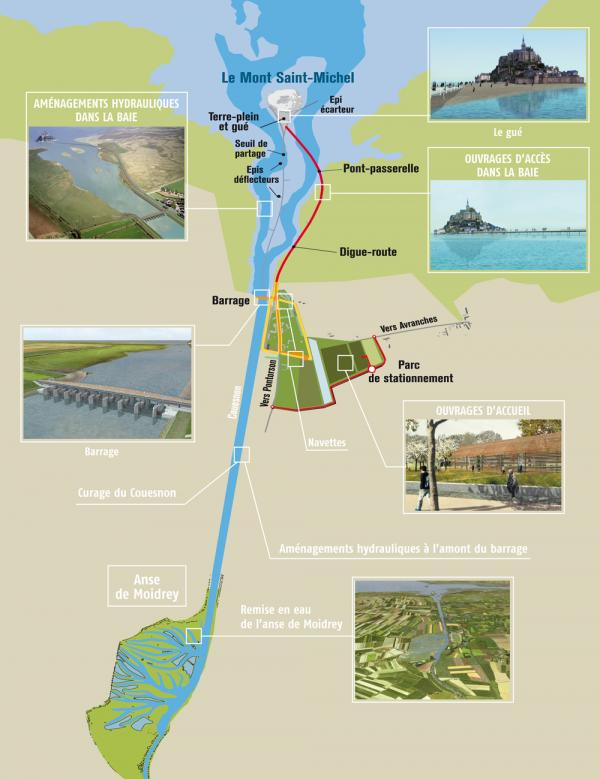 Le Mont Saint-Michel
AMÉNAGEMENTS HYDRAULIQUES
DANS LA BAIE
Epi
écarteur
Terre-plein
et gué
Le gué
Seuil de
partage
Epis
déflecteurs
Pont-passerelle
OUVRAGES D'ACCÈS
DANS LA BAIE
Digue-route
Barrage
Vers Avranches
Parc
de stationnement
Vers Pontorson
Couesnon
Navettes
OUVRAGES D'ACCUEIL
Barrage
Curage du Couesnon
Aménagements hydrauliques à l'amont du barrage
Anse
de Moidrey
Remise en eau
de l'anse de Moidrey